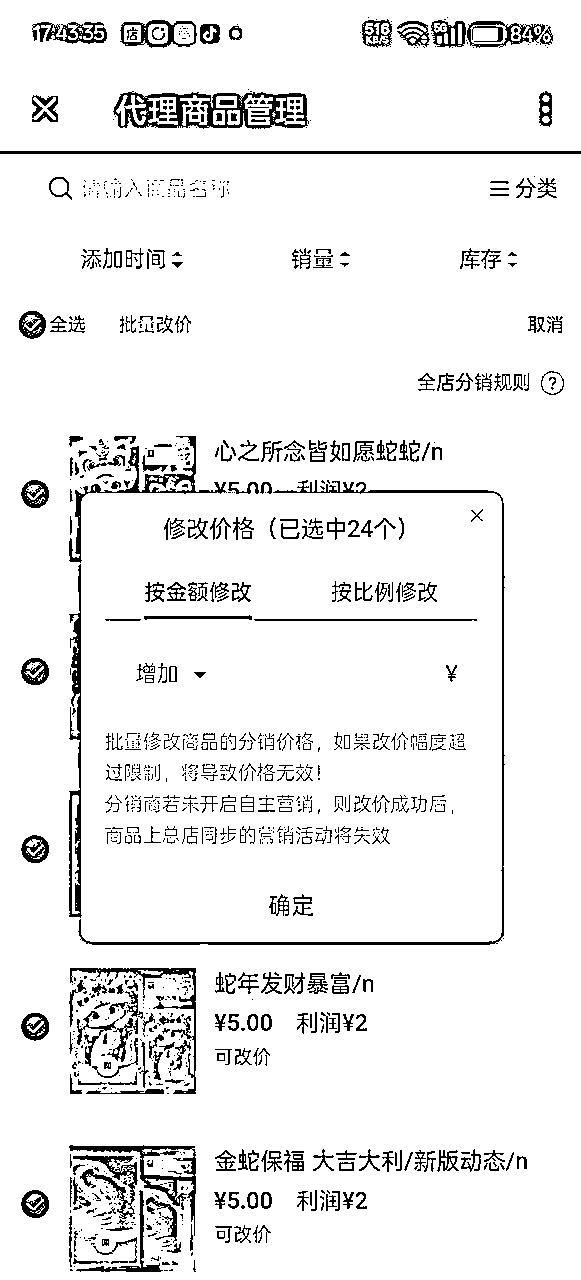 17:43:35
516 KB/s 5G 84%
代理商品管理
请输入商品名称 分类
添加时间 销量 库存
全选 批量改价 取消
全店分销规则 ?
心之所念皆如愿蛇蛇/n
¥5.00 利润¥2
修改价格（已选中24个）
按金额修改 按比例修改
增加 ¥
批量修改商品的分销价格，如果改价幅度超
过限制，将导致价格无效！
分销商若未开启自主营销，则改价成功后，
商品上总店同步的营销活动将失效
确定
蛇年发财暴富/n
¥5.00 利润¥2
可改价
金蛇保福 大吉大利/新版动态/n
¥5.00 利润¥2
可改价